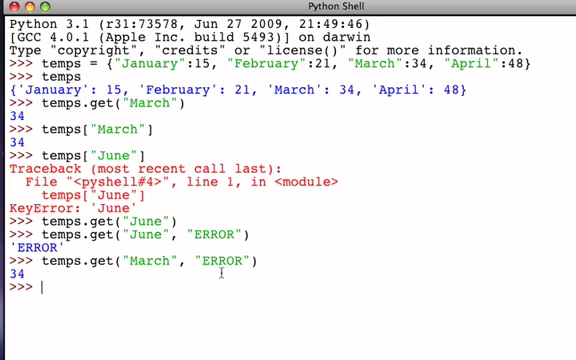 Python Shell
Python 3.1 (r31:73578, Jun 27 2009, 21:49:46)
[GCC 4.0.1 (Apple Inc. build 5493)] on darwin
Type "copyright", "credits" or "license()" for more information.
>>> temps = {"January":15, "February":21, "March":34, "April":48}
>>> temps
{'January': 15, 'February': 21, 'March': 34, 'April': 48}
>>> temps.get("March")
34
>>> temps["March"]
34
>>> temps["June"]
Traceback (most recent call last):
  File "<pyshell#4>", line 1, in <module>
    temps["June"]
KeyError: 'June'
>>> temps.get("June")
>>> temps.get("June", "ERROR")
'ERROR'
>>> temps.get("March", "ERROR")
34
>>>